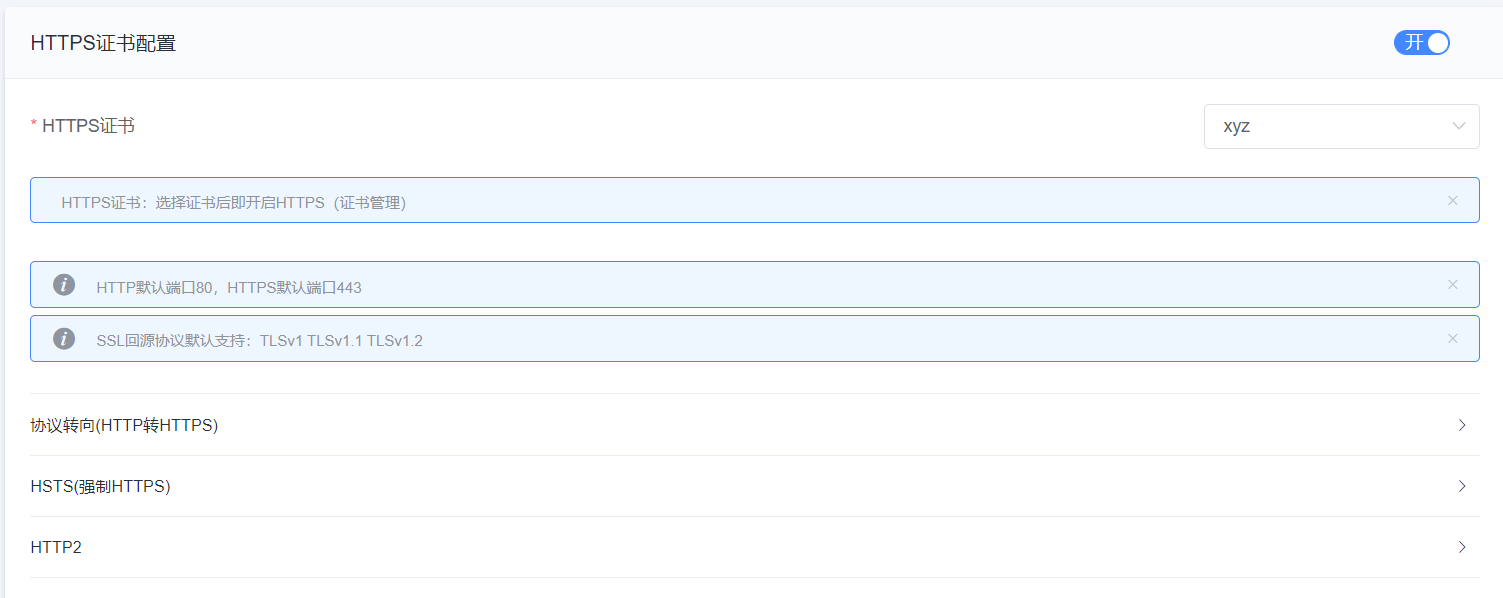 HTTPS证书配置
开
* HTTPS证书
xyz
HTTPS证书：选择证书后即开启HTTPS（证书管理）
HTTP默认端口80，HTTPS默认端口443
SSL回源协议默认支持：TLSv1 TLSv1.1 TLSv1.2
协议转向(HTTP转HTTPS)
HSTS(强制HTTPS)
HTTP2